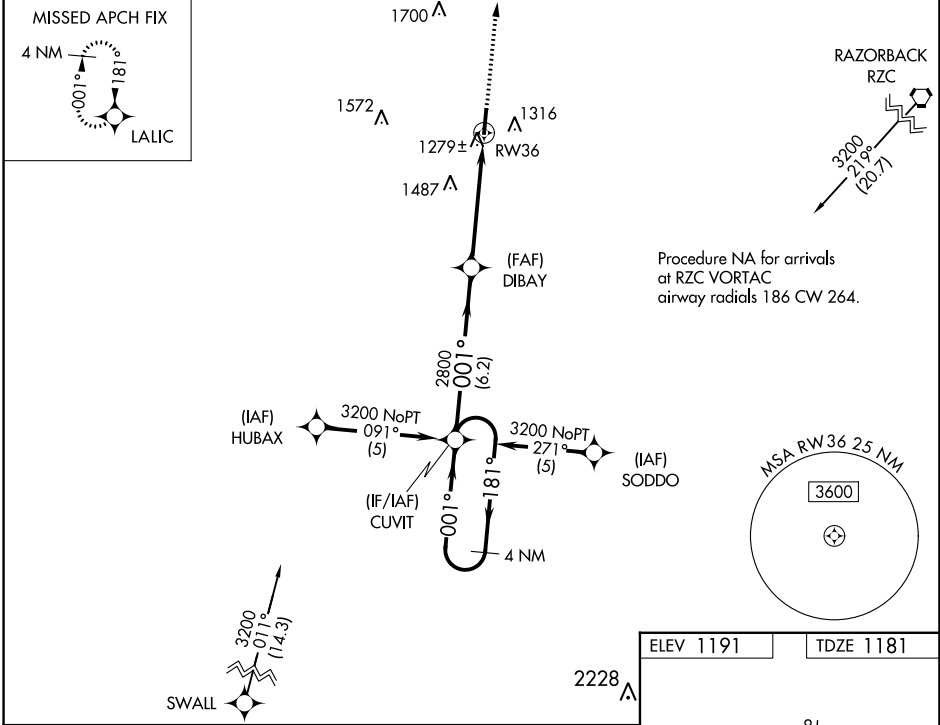 MISSED APCH FIX
4 NM
001°
181°
LALIC
1700
1572
1316
1279±
RW36
1487
RAZORBACK
RZC
3200
219°
(20.7)
(FAF)
DIBAY
Procedure NA for arrivals
at RZC VORTAC
airway radials 186 CW 264.
2800
001°
(6.2)
(IAF)
HUBAX
3200 NoPT
091°
(5)
3200 NoPT
271°
(5)
(IAF)
SODDO
(IF/IAF)
CUVIT
001°
181°
4 NM
MSA RW36 25 NM
3600
3200
011°
(14.3)
SWALL
2228
ELEV 1191
TDZE 1181